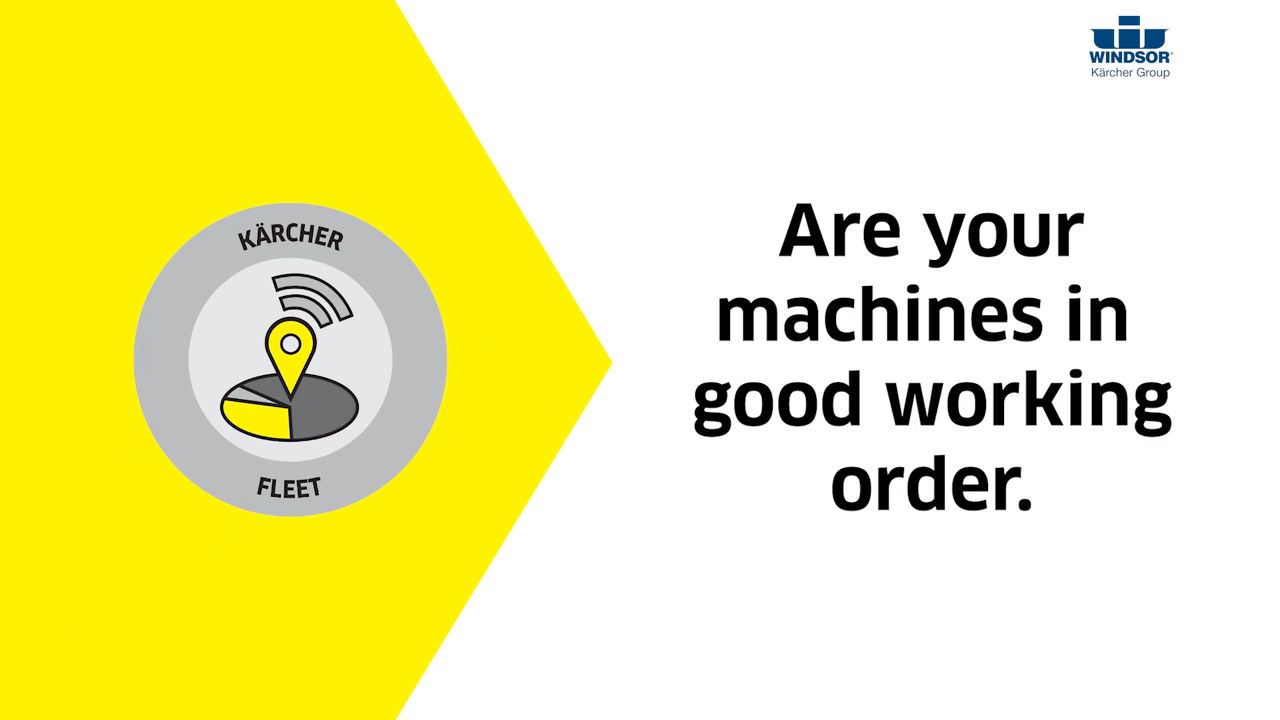 WINDSOR®
Kärcher Group
KÄRCHER
FLEET
Are your
machines in
good working
order.